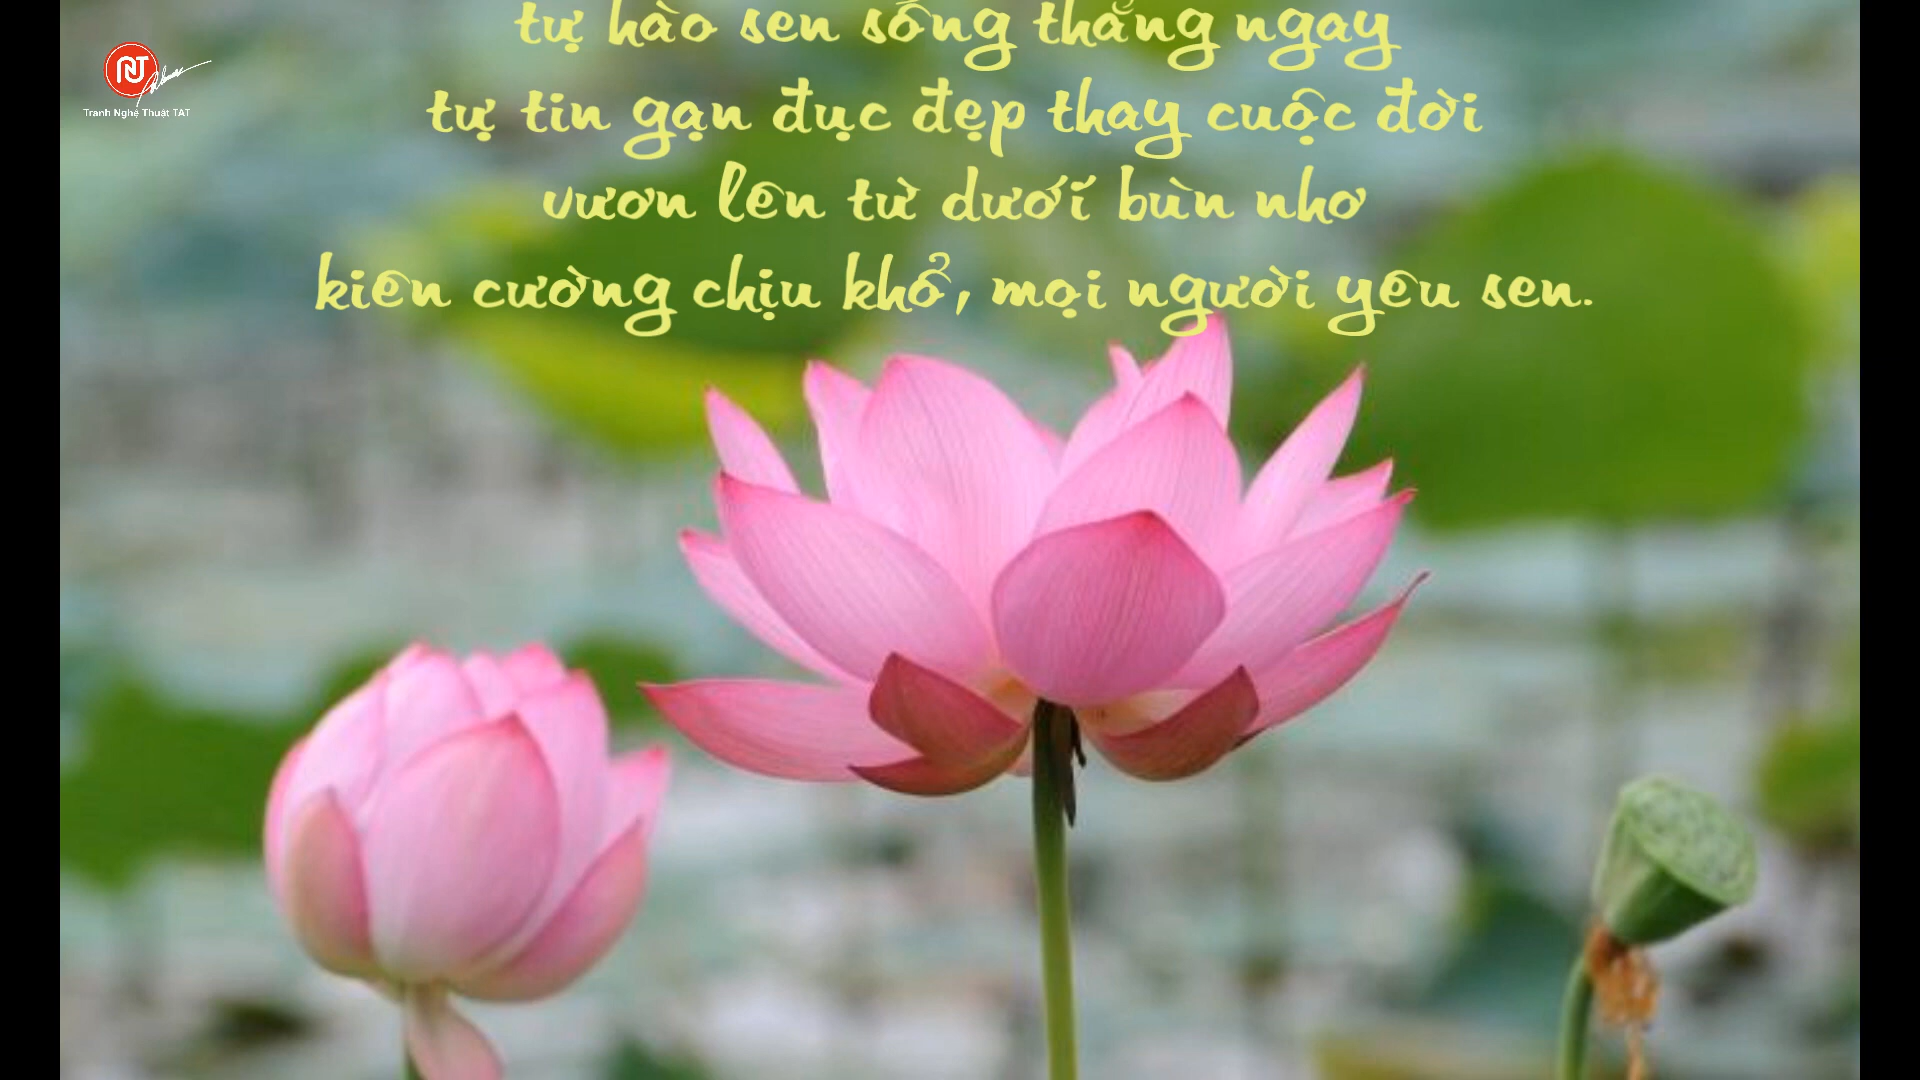 tự hào sen sống thẳng ngay
Tranh Nghệ Thuật TAT
tự tin gạn đục đẹp thay cuộc đời
vươn lên từ dưới bùn nhơ
kiên cường chịu khổ, mọi người yêu sen.